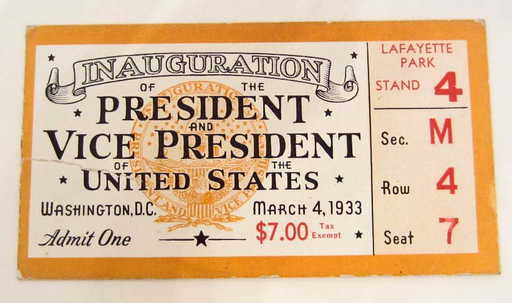 INAUGURATION
OF THE
PRESIDENT
AND
VICE PRESIDENT
OF THE
UNITED STATES
WASHINGTON, D.C. MARCH 4, 1933
Admit One $7.00 Tax Exempt
LAFAYETTE
PARK
STAND 4
Sec. M
Row 4
Seat 7